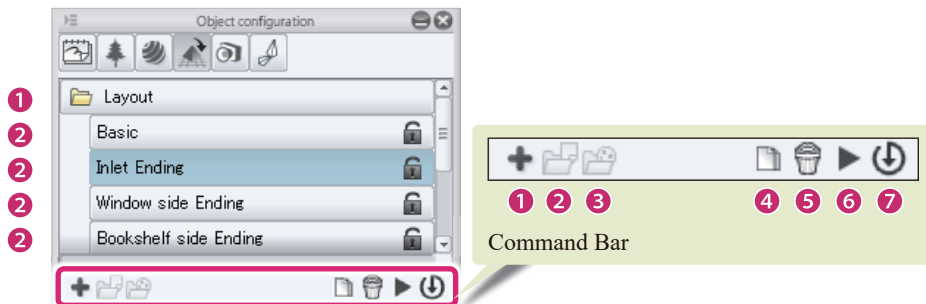 Object configuration
1 Layout
2 Basic
2 Inlet Ending
2 Window side Ending
2 Bookshelf side Ending
1 2 3 4 5 6 7
Command Bar